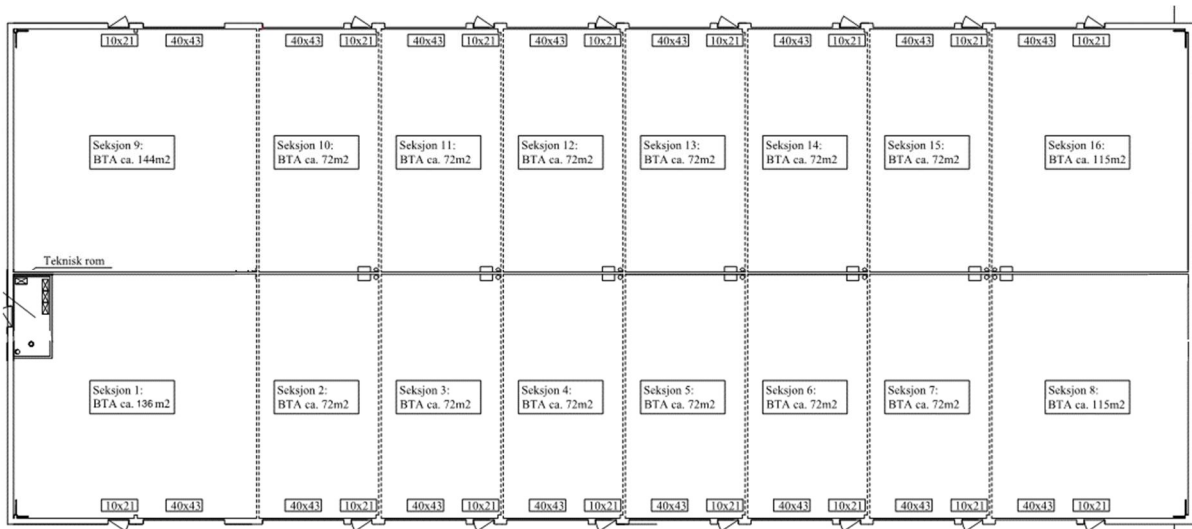 10x21 40x43 40x43 10x21 40x43 10x21 40x43 10x21 40x43 10x21 40x43 10x21 40x43 10x21 40x43 10x21
Seksjon 9:
BTA ca. 144m2
Seksjon 10:
BTA ca. 72m2
Seksjon 11:
BTA ca. 72m2
Seksjon 12:
BTA ca. 72m2
Seksjon 13:
BTA ca. 72m2
Seksjon 14:
BTA ca. 72m2
Seksjon 15:
BTA ca. 72m2
Seksjon 16:
BTA ca. 115m2
Teknisk rom
Seksjon 1:
BTA ca. 136 m2
Seksjon 2:
BTA ca. 72m2
Seksjon 3:
BTA ca. 72m2
Seksjon 4:
BTA ca. 72m2
Seksjon 5:
BTA ca. 72m2
Seksjon 6:
BTA ca. 72m2
Seksjon 7:
BTA ca. 72m2
Seksjon 8:
BTA ca. 115m2
10x21 40x43 40x43 10x21 40x43 10x21 40x43 10x21 40x43 10x21 40x43 10x21 40x43 10x21 40x43 10x21